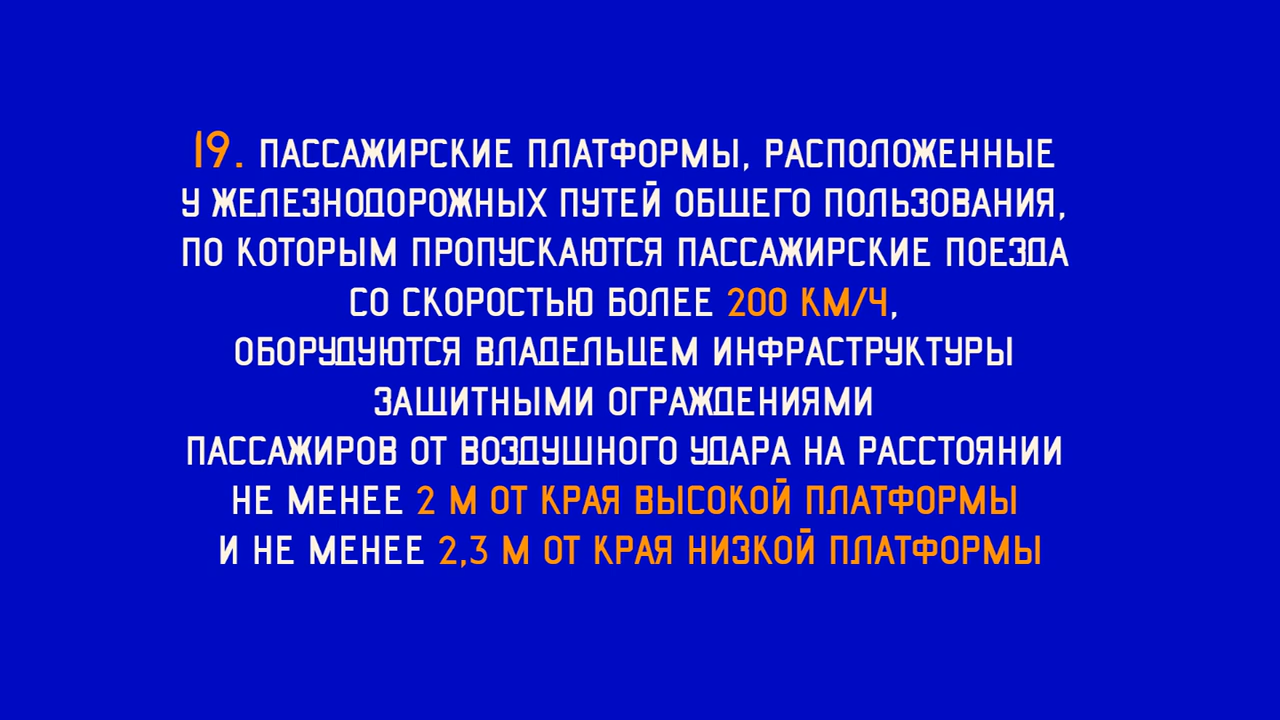 19. ПАССАЖИРСКИЕ ПЛАТФОРМЫ, РАСПОЛОЖЕННЫЕ
У ЖЕЛЕЗНОДОРОЖНЫХ ПУТЕЙ ОБЩЕГО ПОЛЬЗОВАНИЯ,
ПО КОТОРЫМ ПРОПУСКАЮТСЯ ПАССАЖИРСКИЕ ПОЕЗДА
СО СКОРОСТЬЮ БОЛЕЕ 200 КМ/Ч,
ОБОРУДУЮТСЯ ВЛАДЕЛЬЦЕМ ИНФРАСТРУКТУРЫ
ЗАЩИТНЫМИ ОГРАЖДЕНИЯМИ
ПАССАЖИРОВ ОТ ВОЗДУШНОГО УДАРА НА РАССТОЯНИИ
НЕ МЕНЕЕ 2 М ОТ КРАЯ ВЫСОКОЙ ПЛАТФОРМЫ
И НЕ МЕНЕЕ 2,3 М ОТ КРАЯ НИЗКОЙ ПЛАТФОРМЫ